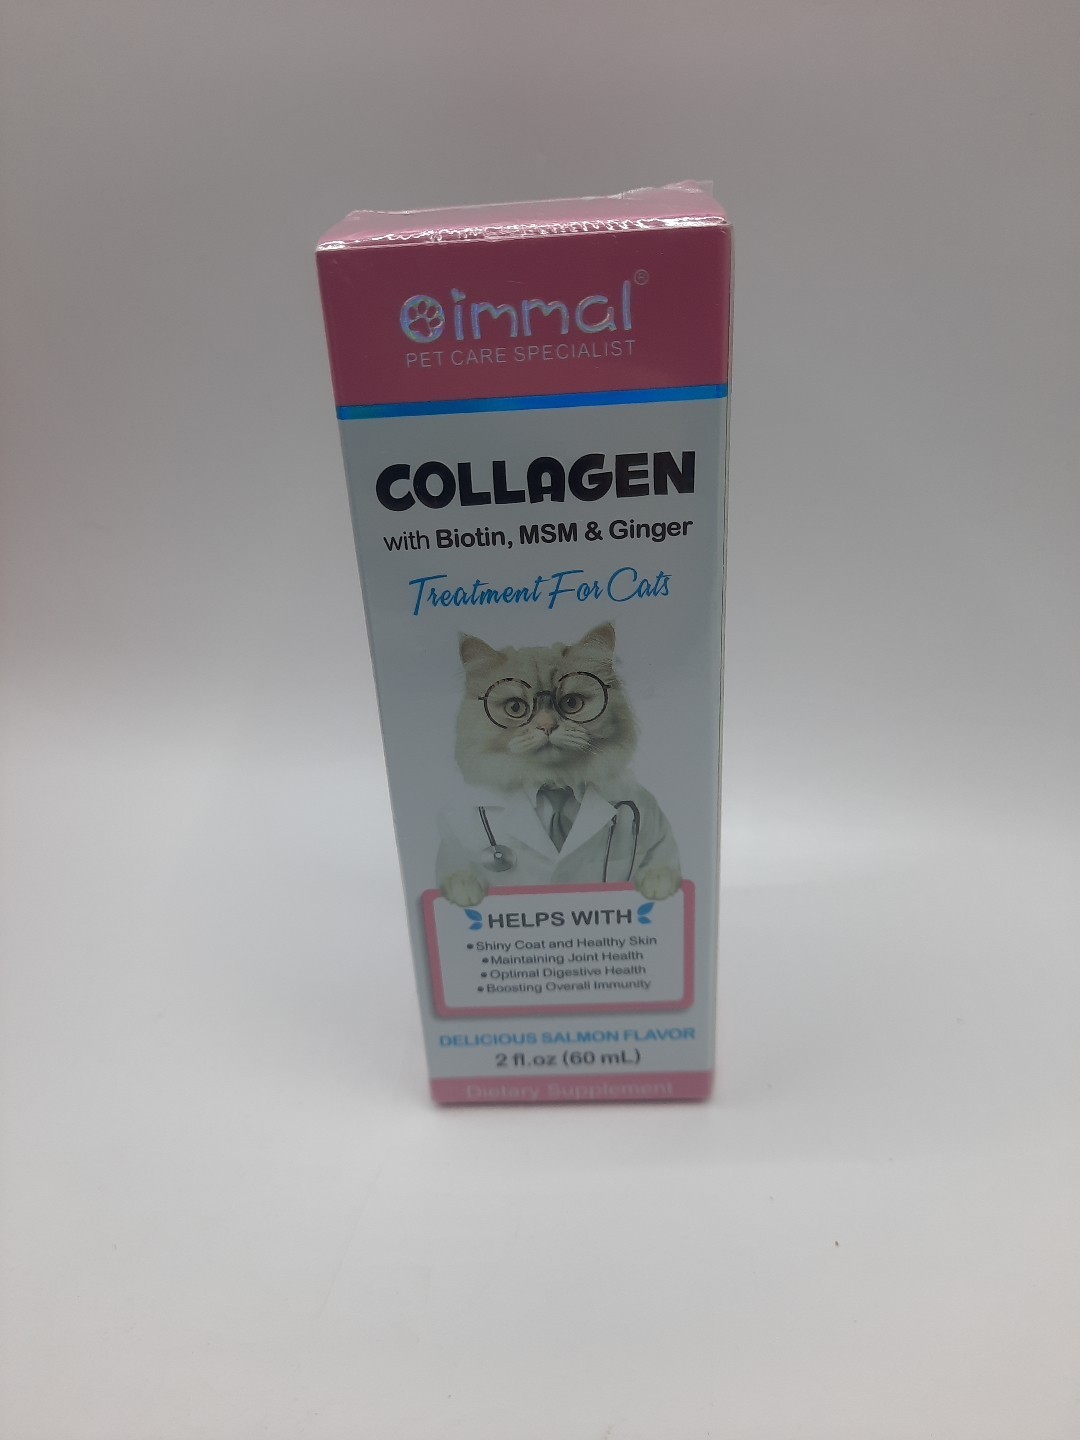 Oimmal®
PET CARE SPECIALIST
COLLAGEN
with Biotin, MSM & Ginger
Treatment For Cats
HELPS WITH
• Shiny Coat and Healthy Skin
• Maintaining Joint Health
• Optimal Digestive Health
• Boosting Overall Immunity
DELICIOUS SALMON FLAVOR
2 fl.oz (60 mL)
Dietary Supplement